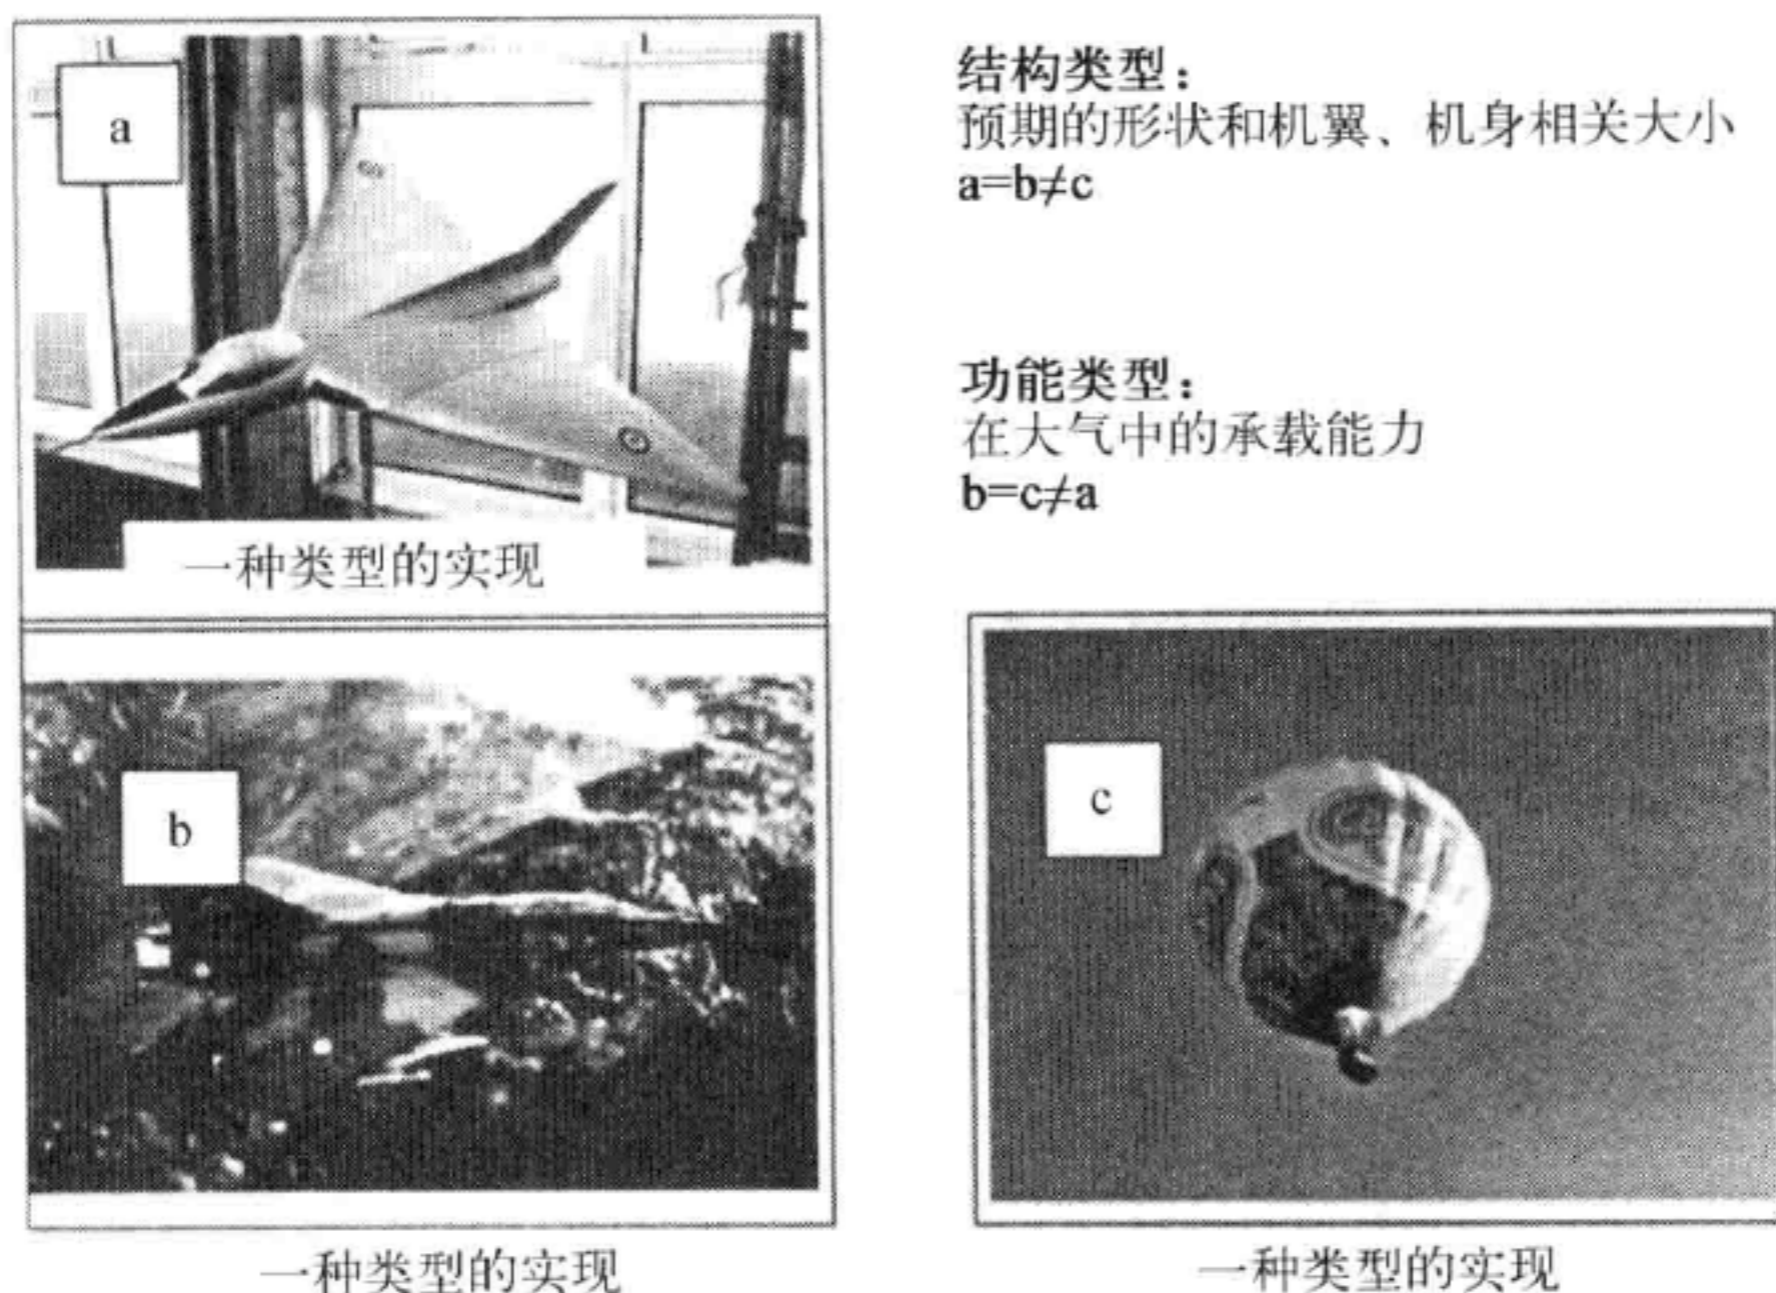 a
一种类型的实现
结构类型：
预期的形状和机翼、机身相关大小
a=b≠c
功能类型：
在大气中的承载能力
b=c≠a
b
一种类型的实现
c
一种类型的实现